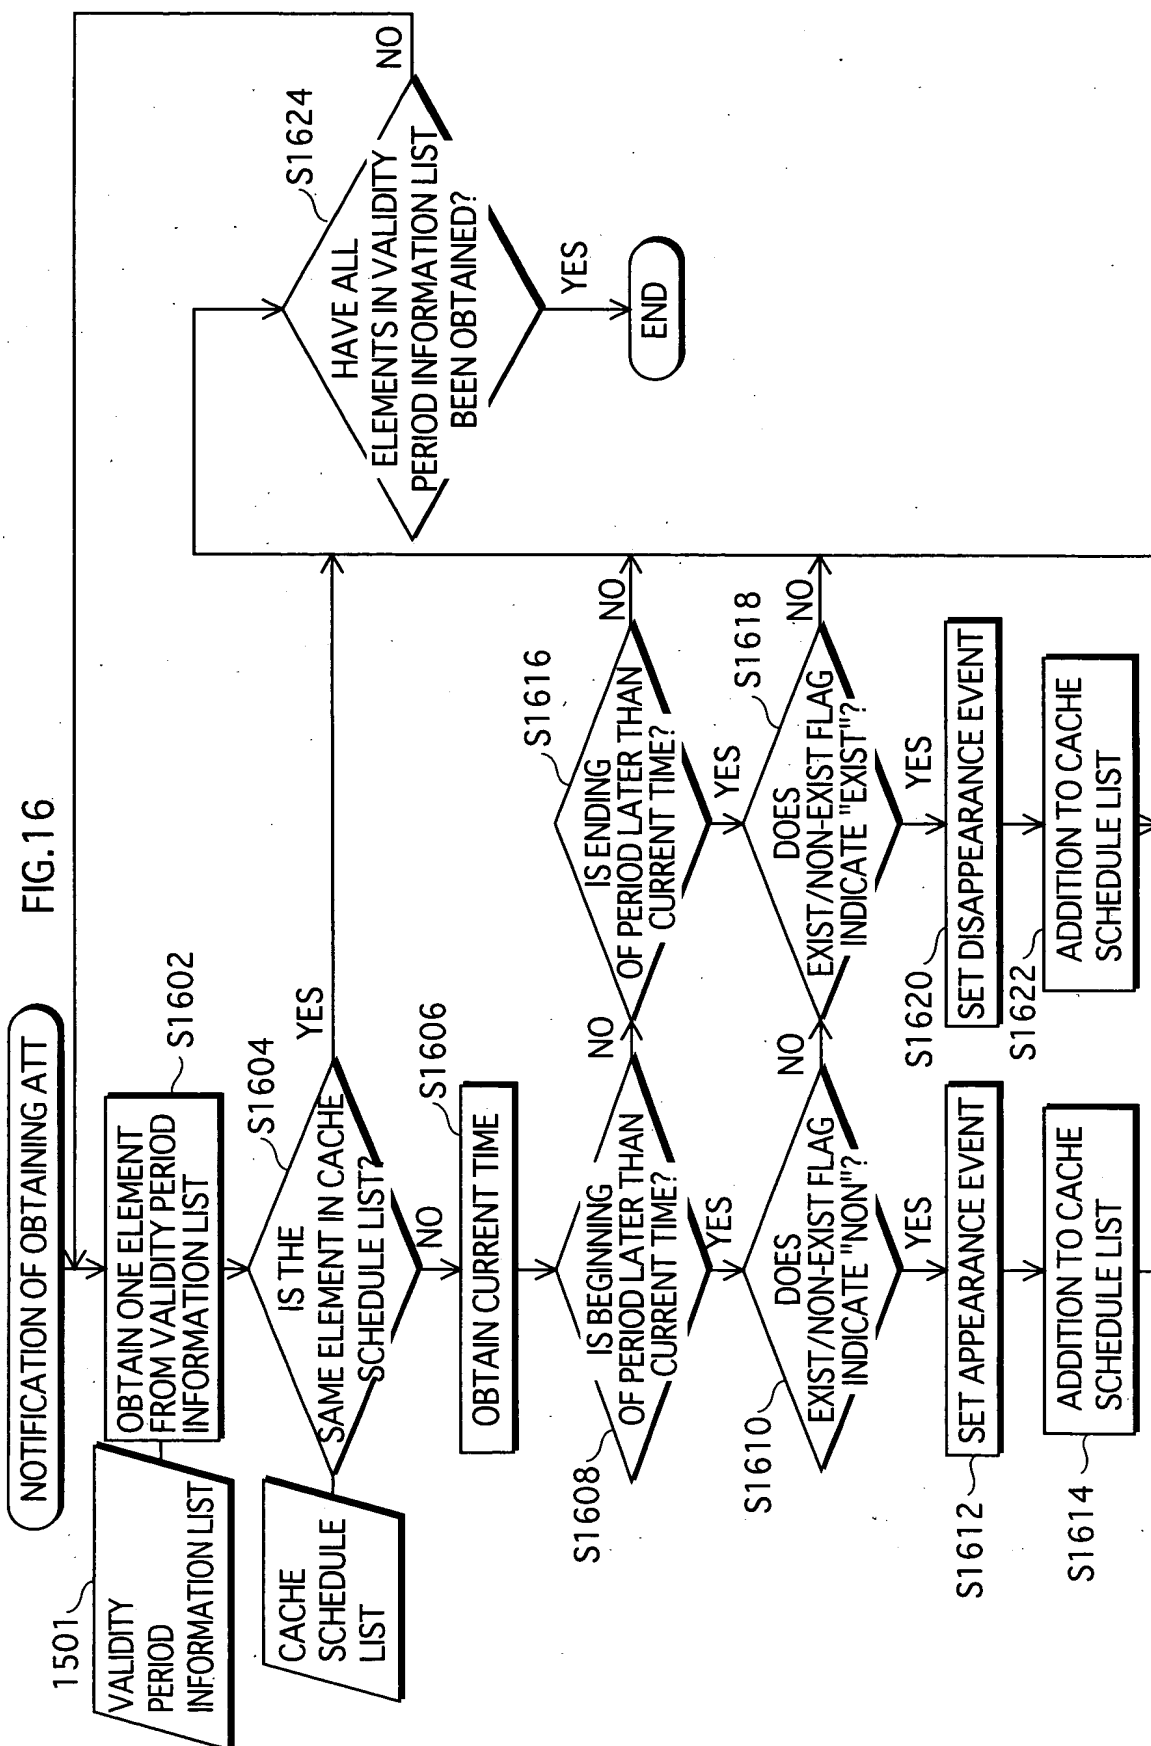 FIG.16
NOTIFICATION OF OBTAINING ATT
1501
VALIDITY
PERIOD
INFORMATION LIST
S1602
OBTAIN ONE ELEMENT
FROM VALIDITY PERIOD
INFORMATION LIST
CACHE
SCHEDULE
LIST
S1604
IS THE
SAME ELEMENT IN CACHE
SCHEDULE LIST?
YES
NO
S1606
OBTAIN CURRENT TIME
S1608
IS BEGINNING
OF PERIOD LATER THAN
CURRENT TIME?
NO
YES
S1610
DOES
EXIST/NON-EXIST FLAG
INDICATE "NON"?
NO
YES
S1612
SET APPEARANCE EVENT
S1614
ADDITION TO CACHE
SCHEDULE LIST
S1616
IS ENDING
OF PERIOD LATER THAN
CURRENT TIME?
NO
YES
S1618
DOES
EXIST/NON-EXIST FLAG
INDICATE "EXIST"?
NO
YES
S1620
SET DISAPPEARANCE EVENT
S1622
ADDITION TO CACHE
SCHEDULE LIST
S1624
HAVE ALL
ELEMENTS IN VALIDITY
PERIOD INFORMATION LIST
BEEN OBTAINED?
NO
YES
END